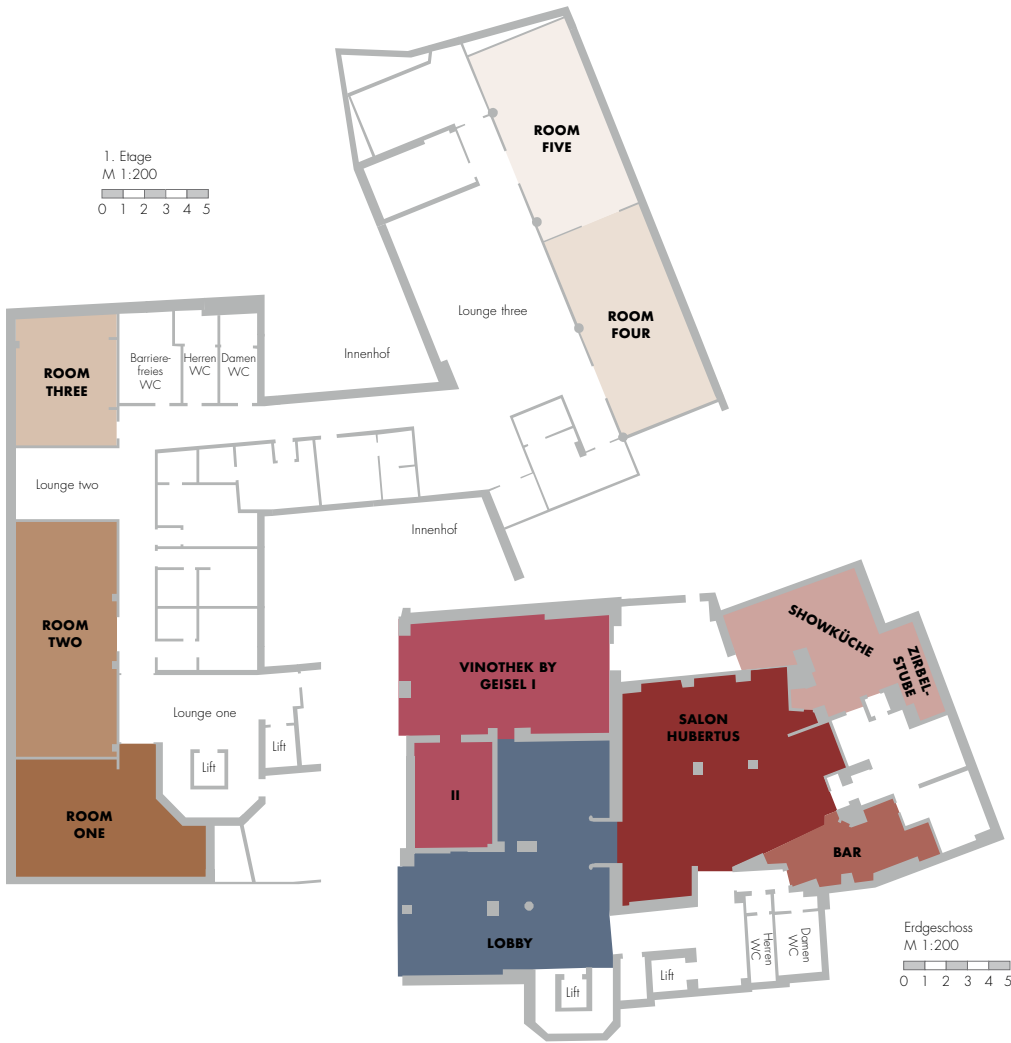 ROOM
FIVE
1. Etage
M 1:200
0 1 2 3 4 5
Lounge three
ROOM
FOUR
Innenhof
ROOM
THREE
Barriere-
freies
WC
Herren
WC
Damen
WC
Lounge two
Innenhof
ROOM
TWO
Lounge one
Lift
Lift
ROOM
ONE
VINOTHEK BY
GEISEL I
II
LOBBY
SALON
HUBERTUS
SHOWKÜCHE
ZIRBEL-
STUBE
BAR
Herren
WC
Damen
WC
Lift
Lift
Erdgeschoss
M 1:200
0 1 2 3 4 5